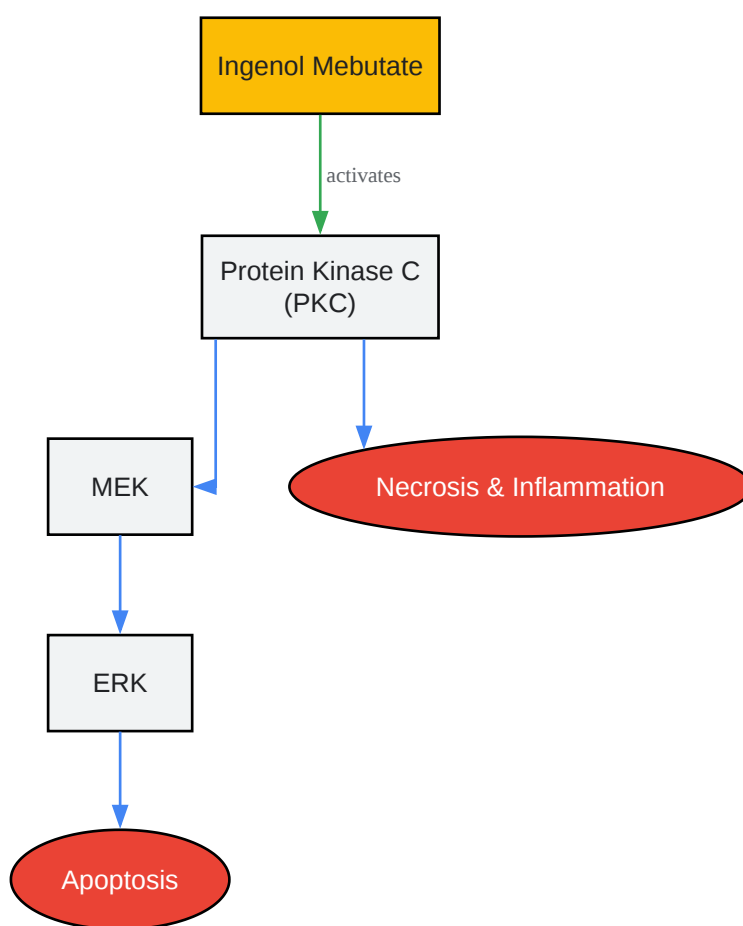 Ingenol Mebutate
activates
Protein Kinase C
(PKC)
MEK
Necrosis & Inflammation
ERK
Apoptosis